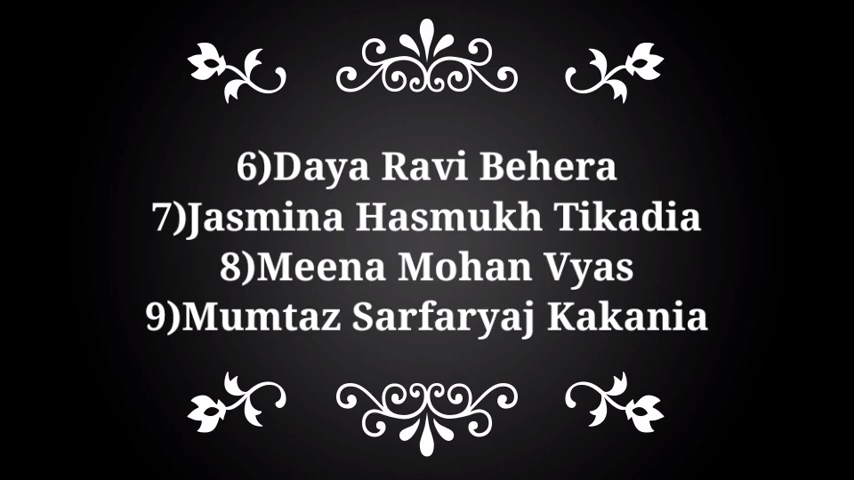 6)Daya Ravi Behera
7)Jasmina Hasmukh Tikadia
8)Meena Mohan Vyas
9)Mumtaz Sarfaryaj Kakania